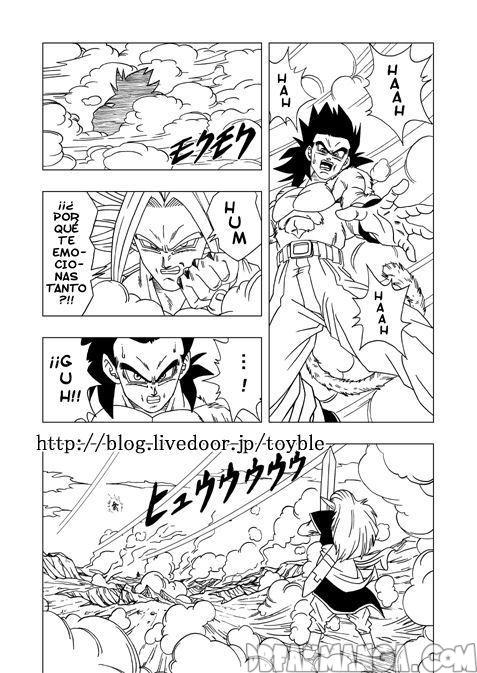 モクモク
HAH
HAAH
HAAH
HAAH
HUM
¡¡¿
POR
QUÉ
TE
EMO-
CIO-
NAS
TANTO
?!!
...!
¡¡G
U
H!!
http://blog.livedoor.jp/toyble
ヒュウウウウウ
DBFANMANGA.COM